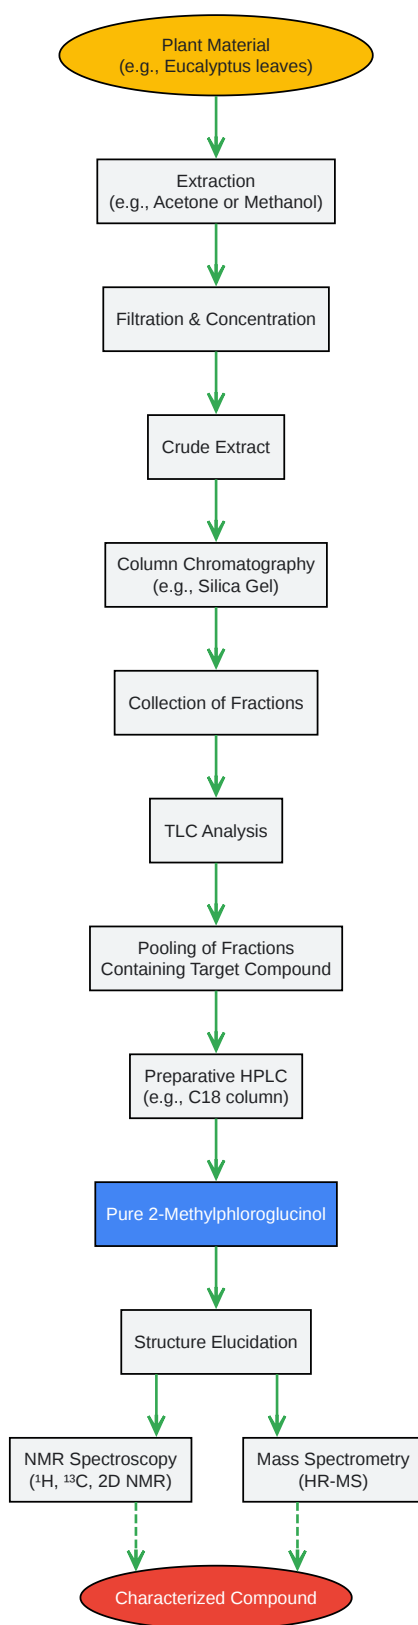 Plant Material
(e.g., Eucalyptus leaves)
Extraction
(e.g., Acetone or Methanol)
Filtration & Concentration
Crude Extract
Column Chromatography
(e.g., Silica Gel)
Collection of Fractions
TLC Analysis
Pooling of Fractions
Containing Target Compound
Preparative HPLC
(e.g., C18 column)
Pure 2-Methylphloroglucinol
Structure Elucidation
NMR Spectroscopy
(¹H, ¹³C, 2D NMR)
Mass Spectrometry
(HR-MS)
Characterized Compound